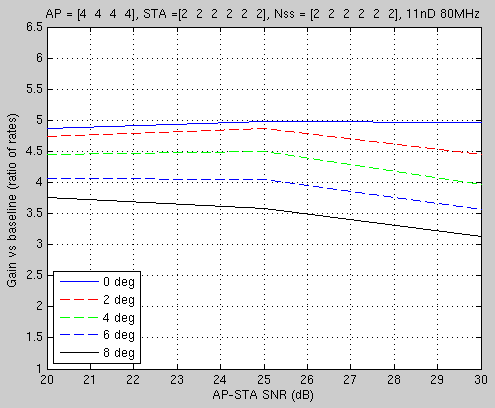 AP = [4 4 4 4], STA =[2 2 2 2 2 2], Nss = [2 2 2 2 2 2], 11nD 80MHz
6.5
6
5.5
5
4.5
4
3.5
3
2.5
2
1.5
1
Gain vs baseline (ratio of rates)
0 deg
2 deg
4 deg
6 deg
8 deg
20 21 22 23 24 25 26 27 28 29 30
AP-STA SNR (dB)